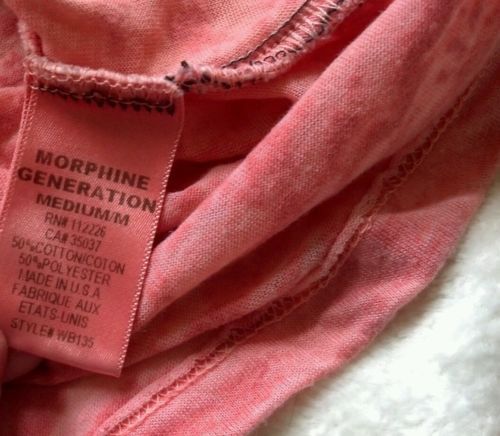 MORPHINE
GENERATION
MEDIUM/M
RN# 112226
CA# 35037
50%COTTON/COTON
50%POLYESTER
MADE IN U.S.A
FABRIQUE AUX
ETATS-UNIS
STYLE# WB135